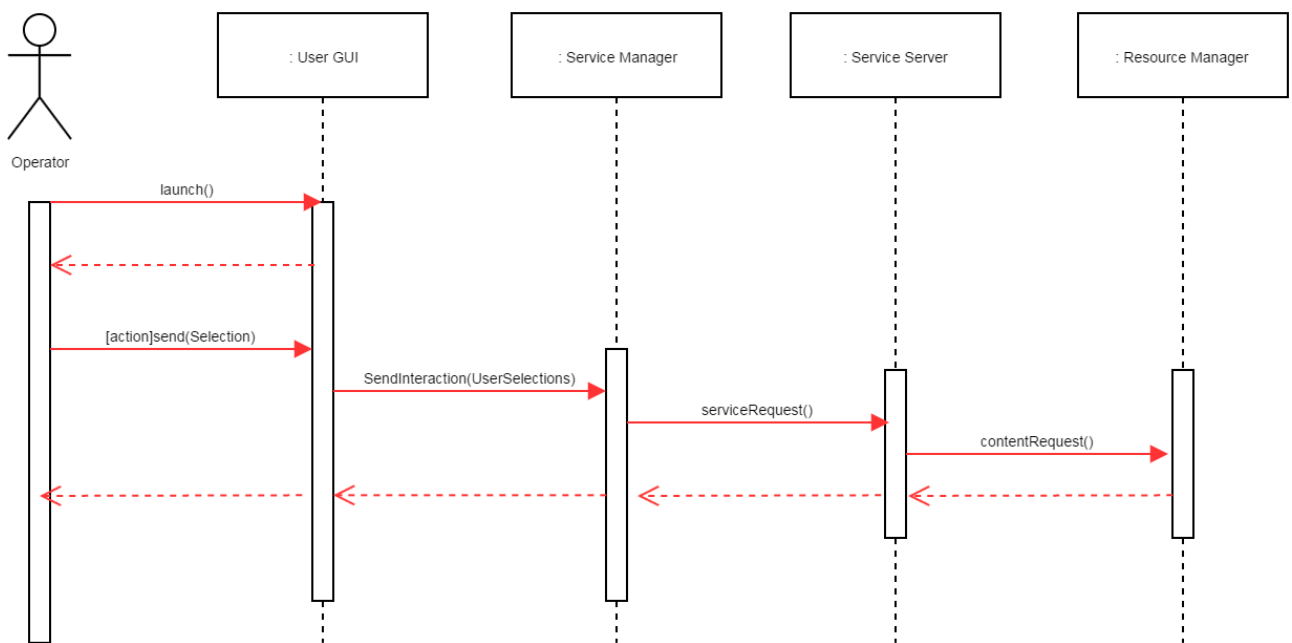 : User GUI
: Service Manager
: Service Server
: Resource Manager
Operator
launch()
[action]send(Selection)
SendInteraction(UserSelections)
serviceRequest()
contentRequest()